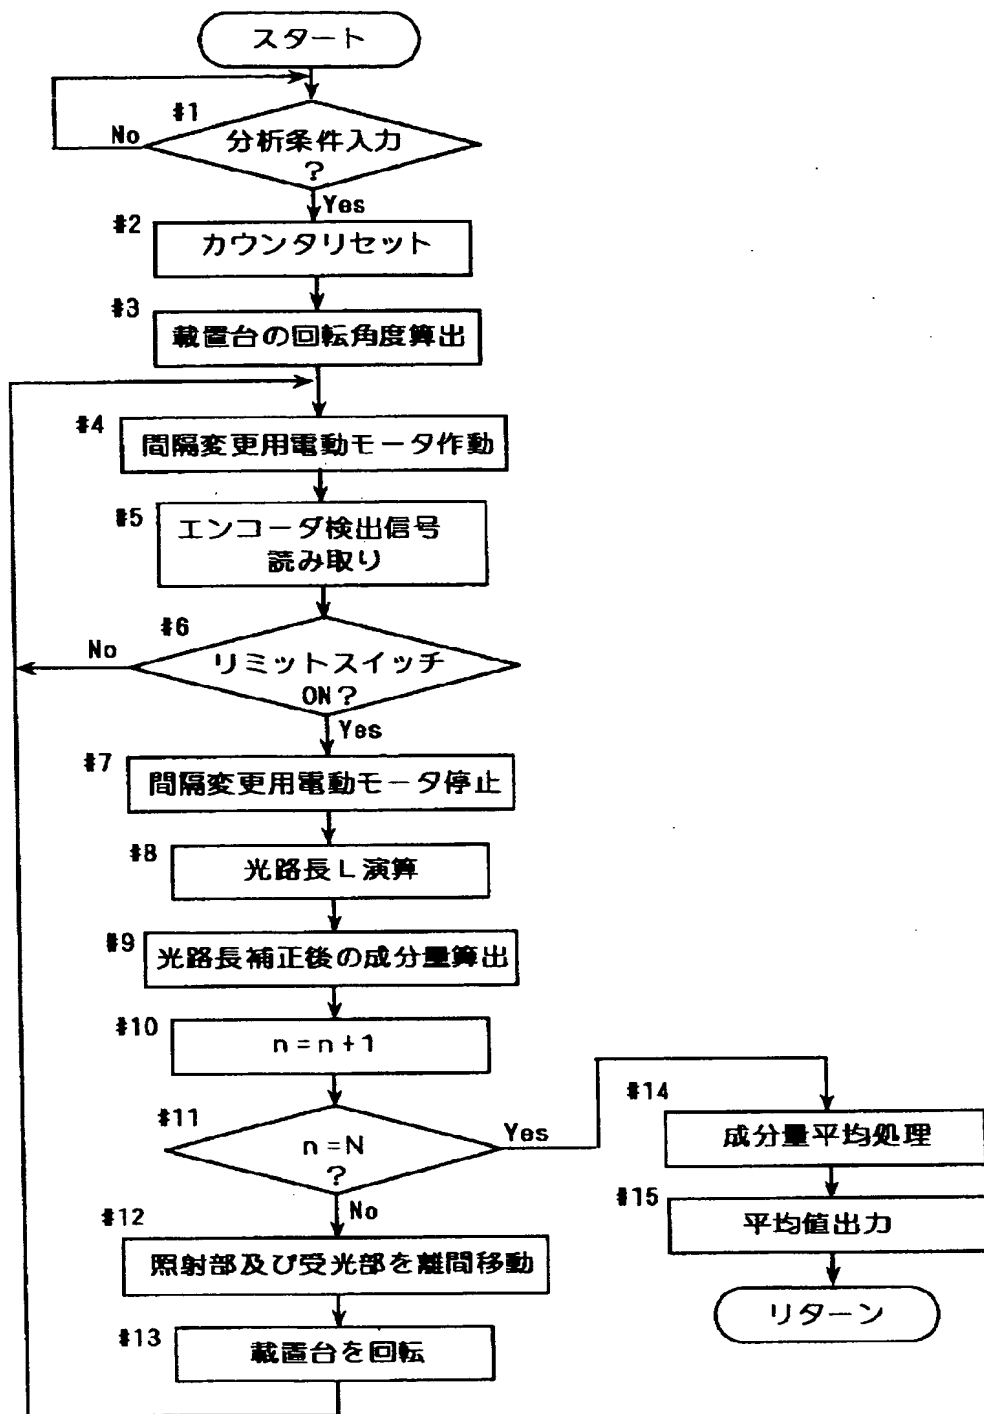 スタート
#1
No
分析条件入力
?
Yes
#2
カウンタリセット
#3
載置台の回転角度算出
#4
間隔変更用電動モータ作動
#5
エンコーダ検出信号
読み取り
#6
No
リミットスイッチ
ON?
Yes
#7
間隔変更用電動モータ停止
#8
光路長L演算
#9
光路長補正後の成分量算出
#10
n=n+1
#11
n=N
?
Yes
No
#12
照射部及び受光部を離間移動
#13
載置台を回転
#14
成分量平均処理
#15
平均値出力
リターン